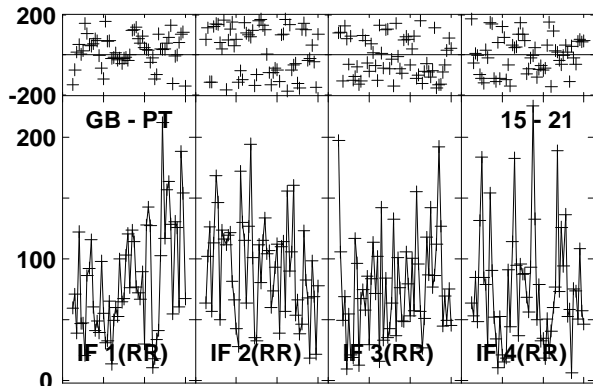 200
-200
GB - PT
15 - 21
200
100
0
IF 1(RR)
IF 2(RR)
IF 3(RR)
IF 4(RR)